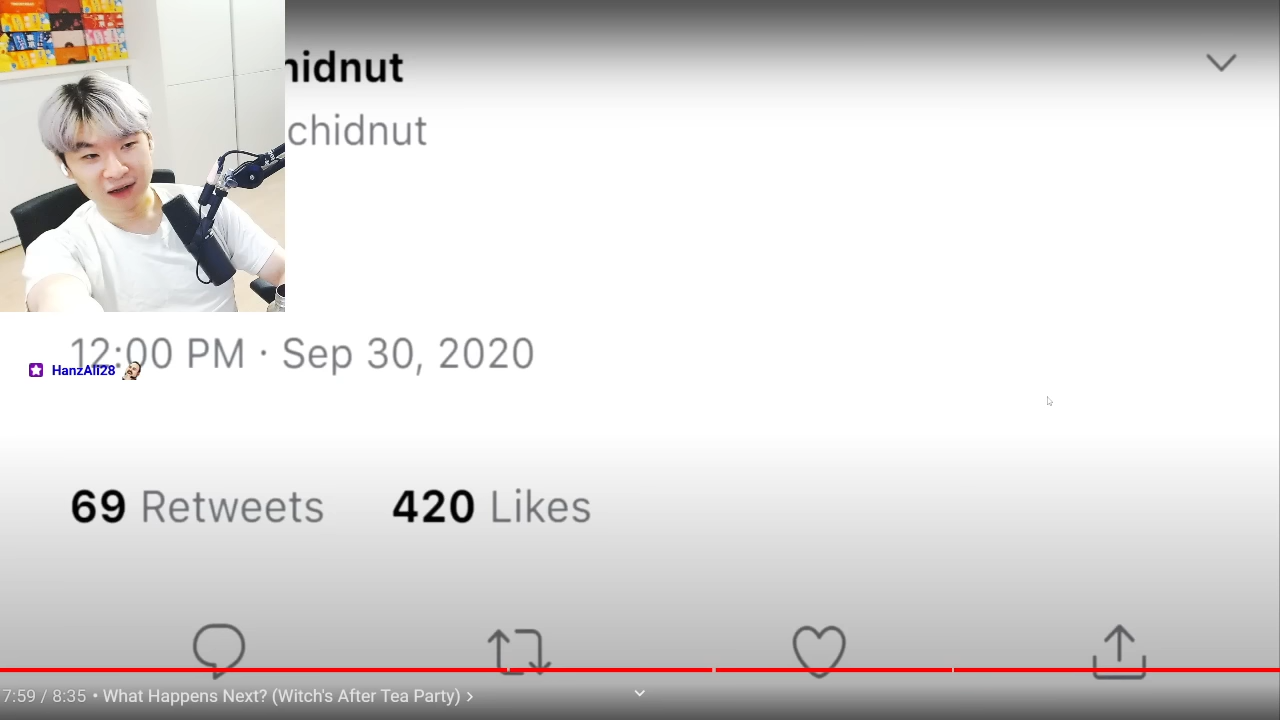 hidnut
chidnut
12:00 PM · Sep 30, 2020
HanzAli28
69 Retweets 420 Likes
7:59 / 8:35 • What Happens Next? (Witch's After Tea Party) >